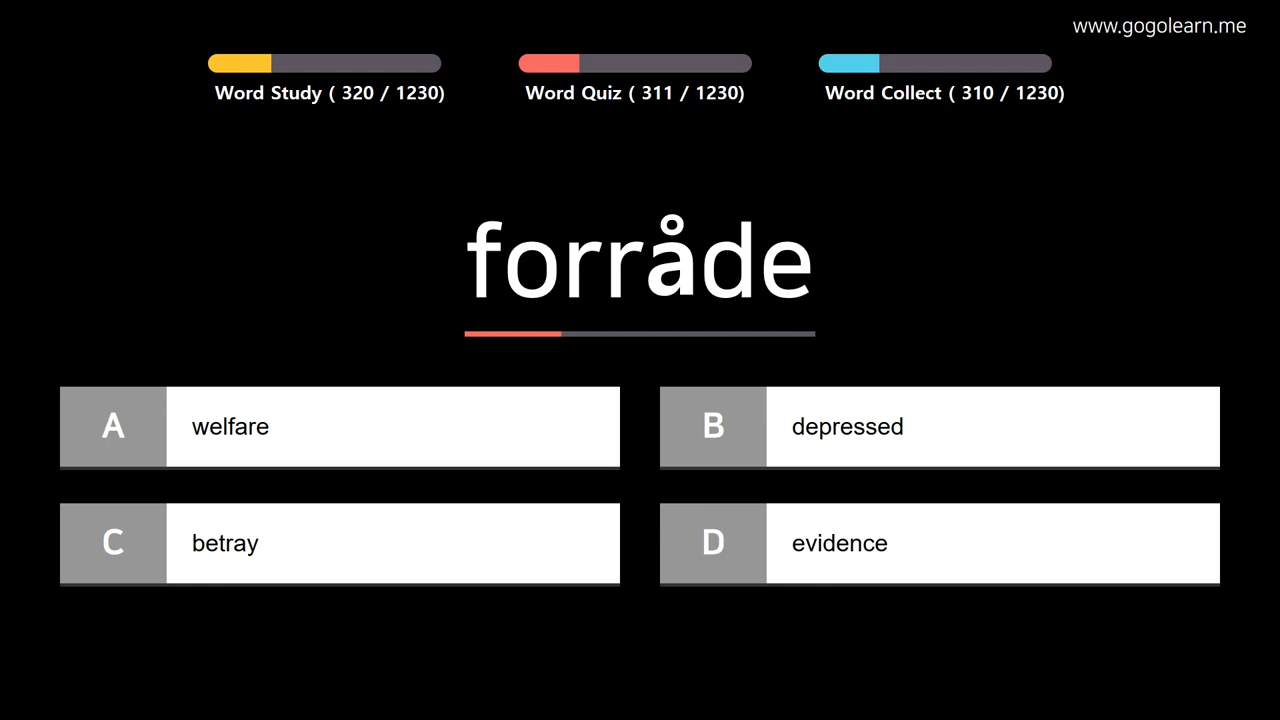 www.gogolearn.me
Word Study ( 320 / 1230)
Word Quiz ( 311 / 1230)
Word Collect ( 310 / 1230)
forråde
A welfare
B depressed
C betray
D evidence